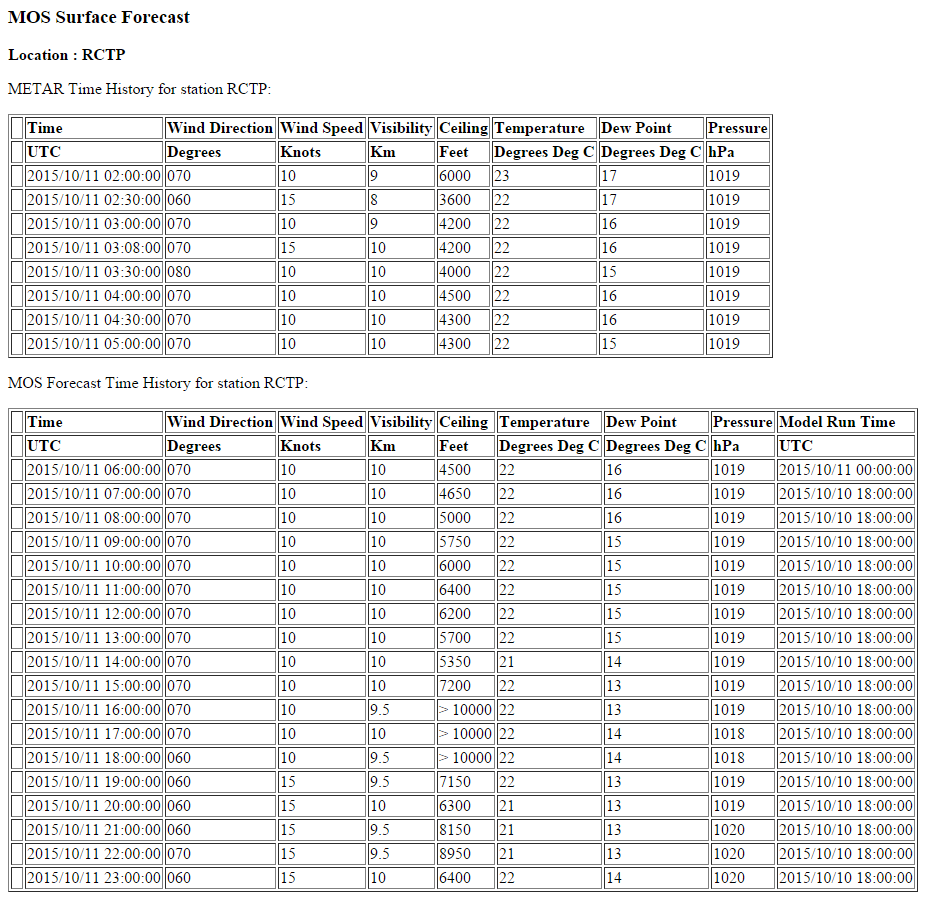 MOS Surface Forecast
Location : RCTP
METAR Time History for station RCTP:
Time Wind Direction Wind Speed Visibility Ceiling Temperature Dew Point Pressure
UTC Degrees Knots Km Feet Degrees Deg C Degrees Deg C hPa
2015/10/11 02:00:00 070 10 9 6000 23 17 1019
2015/10/11 02:30:00 060 15 8 3600 22 17 1019
2015/10/11 03:00:00 070 10 9 4200 22 16 1019
2015/10/11 03:08:00 070 15 10 4200 22 16 1019
2015/10/11 03:30:00 080 10 10 4000 22 15 1019
2015/10/11 04:00:00 070 10 10 4500 22 16 1019
2015/10/11 04:30:00 070 10 10 4300 22 16 1019
2015/10/11 05:00:00 070 10 10 4300 22 15 1019
MOS Forecast Time History for station RCTP:
Time Wind Direction Wind Speed Visibility Ceiling Temperature Dew Point Pressure Model Run Time
UTC Degrees Knots Km Feet Degrees Deg C Degrees Deg C hPa UTC
2015/10/11 06:00:00 070 10 10 4500 22 16 1019 2015/10/11 00:00:00
2015/10/11 07:00:00 070 10 10 4650 22 16 1019 2015/10/10 18:00:00
2015/10/11 08:00:00 070 10 10 5000 22 16 1019 2015/10/10 18:00:00
2015/10/11 09:00:00 070 10 10 5750 22 15 1019 2015/10/10 18:00:00
2015/10/11 10:00:00 070 10 10 6000 22 15 1019 2015/10/10 18:00:00
2015/10/11 11:00:00 070 10 10 6400 22 15 1019 2015/10/10 18:00:00
2015/10/11 12:00:00 070 10 10 6200 22 15 1019 2015/10/10 18:00:00
2015/10/11 13:00:00 070 10 10 5700 22 15 1019 2015/10/10 18:00:00
2015/10/11 14:00:00 070 10 10 5350 21 14 1019 2015/10/10 18:00:00
2015/10/11 15:00:00 070 10 10 7200 22 13 1019 2015/10/10 18:00:00
2015/10/11 16:00:00 070 10 9.5 > 10000 22 13 1019 2015/10/10 18:00:00
2015/10/11 17:00:00 070 10 10 > 10000 22 14 1018 2015/10/10 18:00:00
2015/10/11 18:00:00 060 10 9.5 > 10000 22 14 1018 2015/10/10 18:00:00
2015/10/11 19:00:00 060 15 9.5 7150 22 13 1019 2015/10/10 18:00:00
2015/10/11 20:00:00 060 15 10 6300 21 13 1019 2015/10/10 18:00:00
2015/10/11 21:00:00 060 15 9.5 8150 21 13 1020 2015/10/10 18:00:00
2015/10/11 22:00:00 070 15 9.5 8950 21 13 1020 2015/10/10 18:00:00
2015/10/11 23:00:00 060 15 10 6400 22 14 1020 2015/10/10 18:00:00